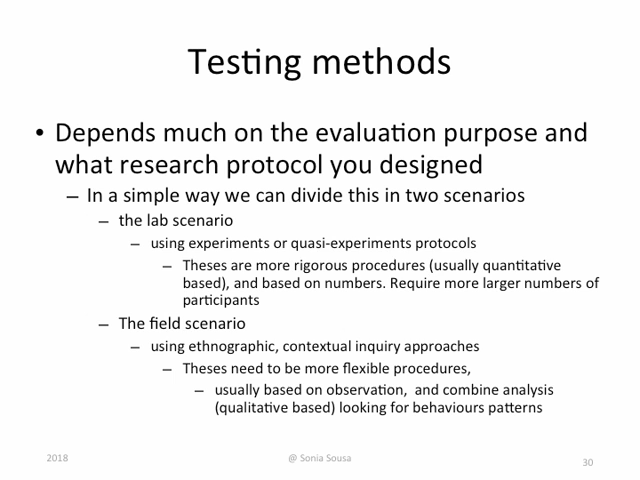 Testing methods
• Depends much on the evaluation purpose and
what research protocol you designed
– In a simple way we can divide this in two scenarios
– the lab scenario
– using experiments or quasi-experiments protocols
– Theses are more rigorous procedures (usually quantitative
based), and based on numbers. Require more larger numbers of
participants
– The field scenario
– using ethnographic, contextual inquiry approaches
– Theses need to be more flexible procedures,
– usually based on observation, and combine analysis
(qualitative based) looking for behaviours patterns
2018
@ Sonia Sousa
30